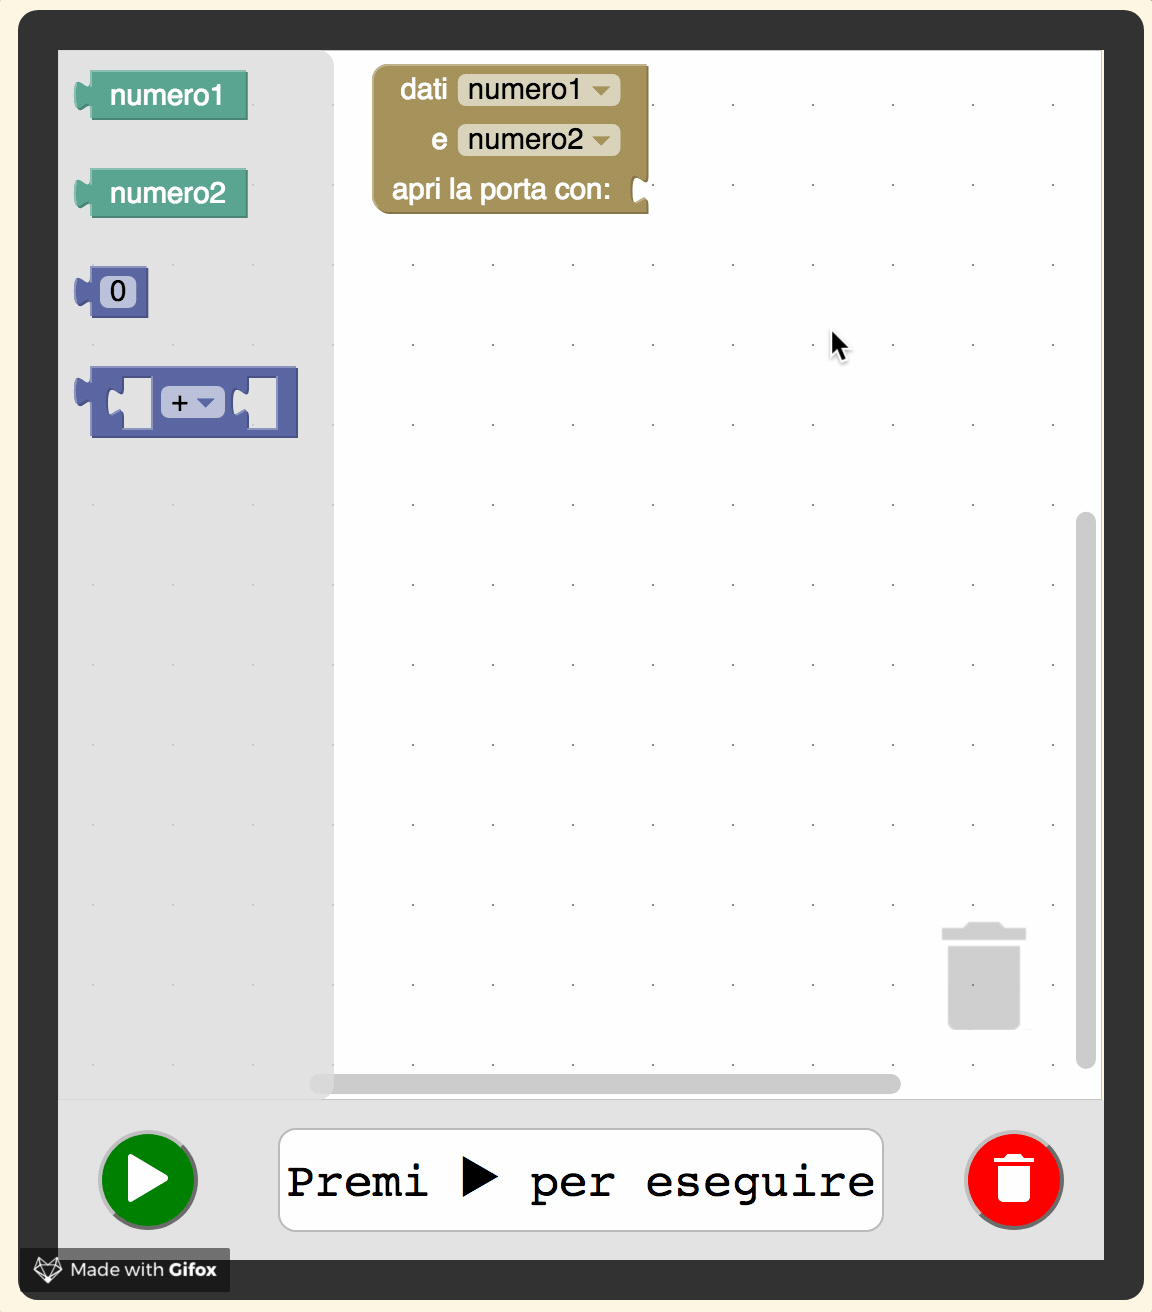 numero1
numero2
0
+
dati numero1
e numero2
apri la porta con:
Premi ▶ per eseguire
Made with Gifox